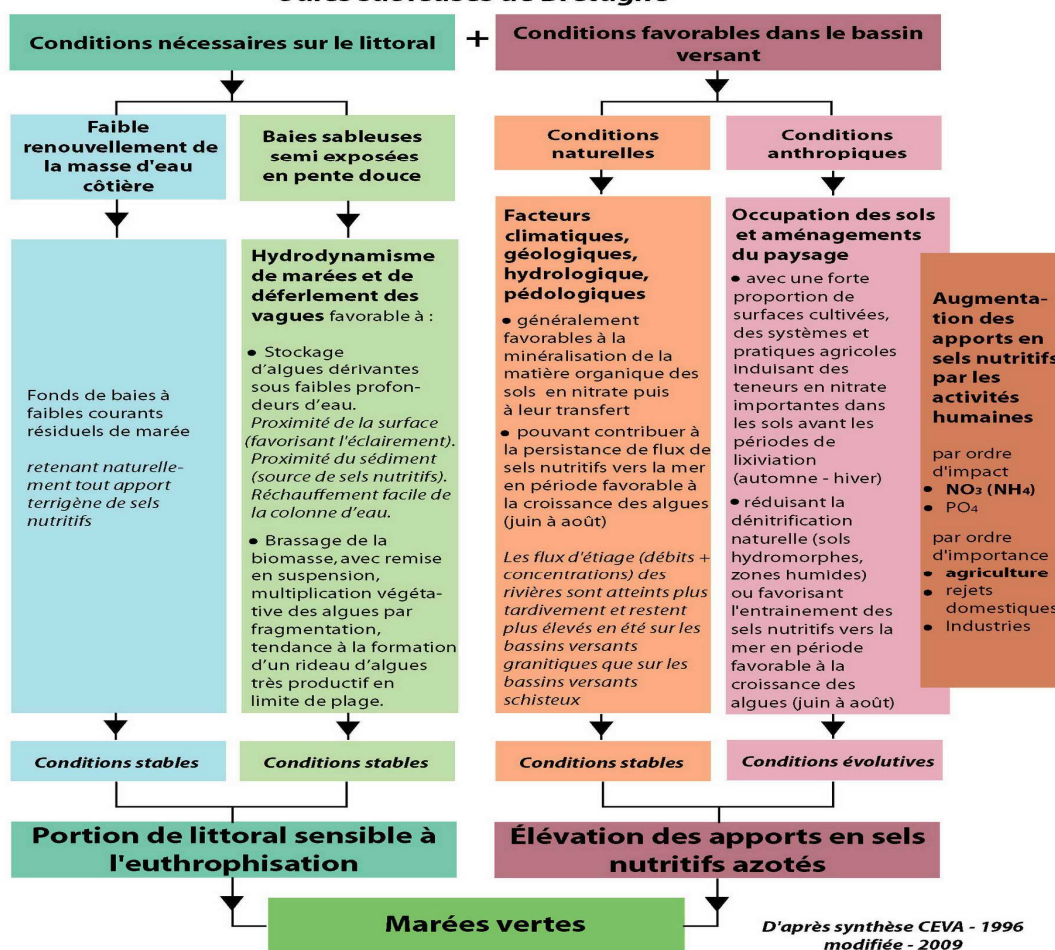 Conditions nécessaires sur le littoral
+
Conditions favorables dans le bassin
versant
Faible
renouvellement de
la masse d'eau
côtière
Baies sableuses
semi exposées
en pente douce
Conditions
naturelles
Conditions
anthropiques
Fonds de baies à
faibles courants
résiduels de marée
retenant naturelle-
ment tout apport
terrigène de sels
nutritifs
Hydrodynamisme
de marées et de
déferlement des
vagues favorable à :
• Stockage
d'algues dérivantes
sous faibles profon-
deurs d'eau.
Proximité de la surface
(favorisant l'éclairement).
Proximité du sédiment
(source de sels nutritifs).
Réchauffement facile de
la colonne d'eau.
• Brassage de la
biomasse, avec remise
en suspension,
multiplication végéta-
tive des algues par
fragmentation,
tendance à la formation
d'un rideau d'algues
très productif en
limite de plage.
Facteurs
climatiques,
géologiques,
hydrologique,
pédologiques
• généralement
favorables à la
minéralisation de la
matière organique des
sols en nitrate puis
à leur transfert
• pouvant contribuer à
la persistance de flux de
sels nutritifs vers la mer
en période favorable à
la croissance des algues
(juin à août)
Les flux d'étiage (débits +
concentrations) des
rivières sont atteints plus
tardivement et restent
plus élevés en été sur les
bassins versants
granitiques que sur les
bassins versants
schisteux
Occupation des sols
et aménagements
du paysage
• avec une forte
proportion de
surfaces cultivées,
des systèmes et
pratiques agricoles
induisant des
teneurs en nitrate
importantes dans
les sols avant les
périodes de
lixiviation
(automne - hiver)
• réduisant la
dénitrification
naturelle (sols
hydromorphes,
zones humides)
ou favorisant
l'entrainement des
sels nutritifs vers la
mer en période
favorable à la
croissance des
algues (juin à août)
Augmenta-
tion des
apports en
sels nutritifs
par les
activités
humaines
par ordre
d'impact
• NO3 (NH4)
• PO4
par ordre
d'importance
• agriculture
• rejets
domestiques
• Industries
Conditions stables
Conditions stables
Conditions stables
Conditions évolutives
Portion de littoral sensible à
l'euthrophisation
Élévation des apports en sels
nutritifs azotés
Marées vertes
D'après synthèse CEVA - 1996
modifiée - 2009